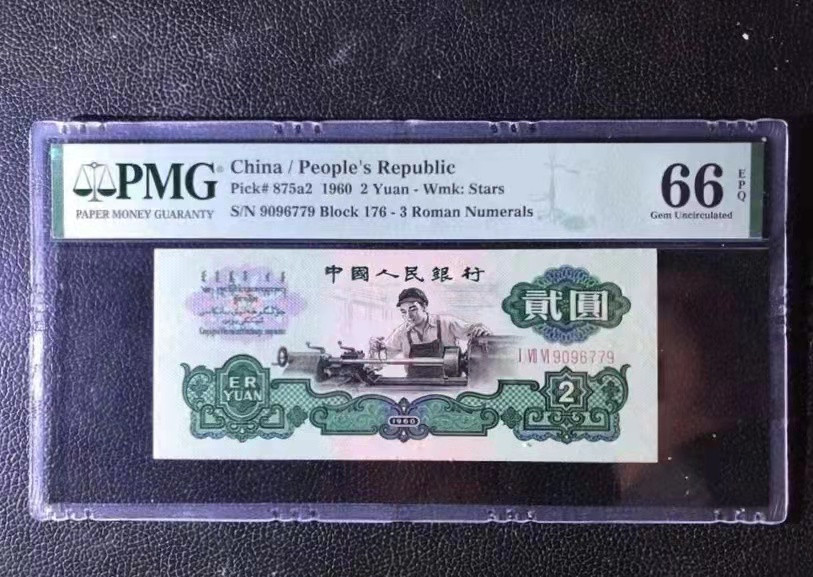 PMG
PAPER MONEY GUARANTY
China / People's Republic
Pick# 875a2 1960 2 Yuan - Wmk: Stars
S/N 9096779 Block 176 - 3 Roman Numerals
66 EPQ
Gem Uncirculated
中國人民銀行
貳圓
I VII VI 9096779
ER
YUAN
2
1960